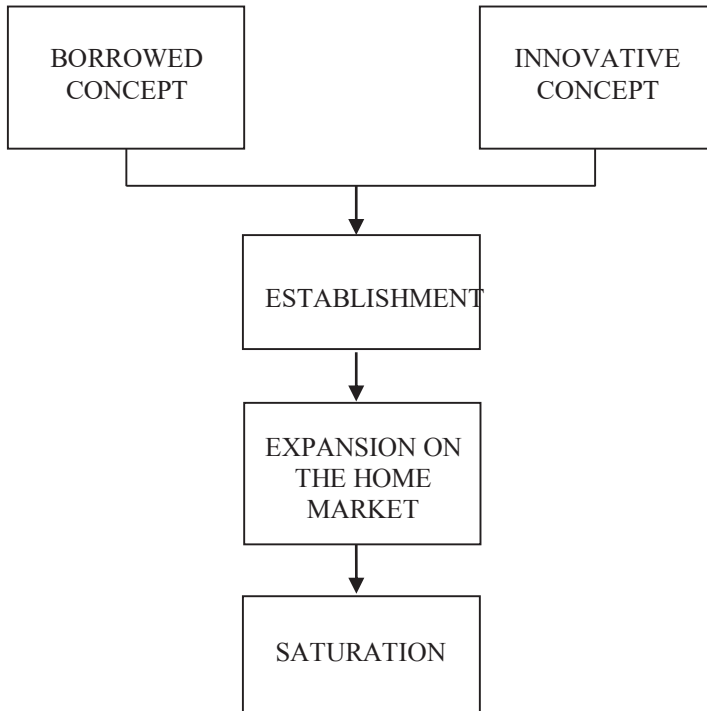 BORROWED
CONCEPT
INNOVATIVE
CONCEPT
ESTABLISHMENT
EXPANSION ON
THE HOME
MARKET
SATURATION